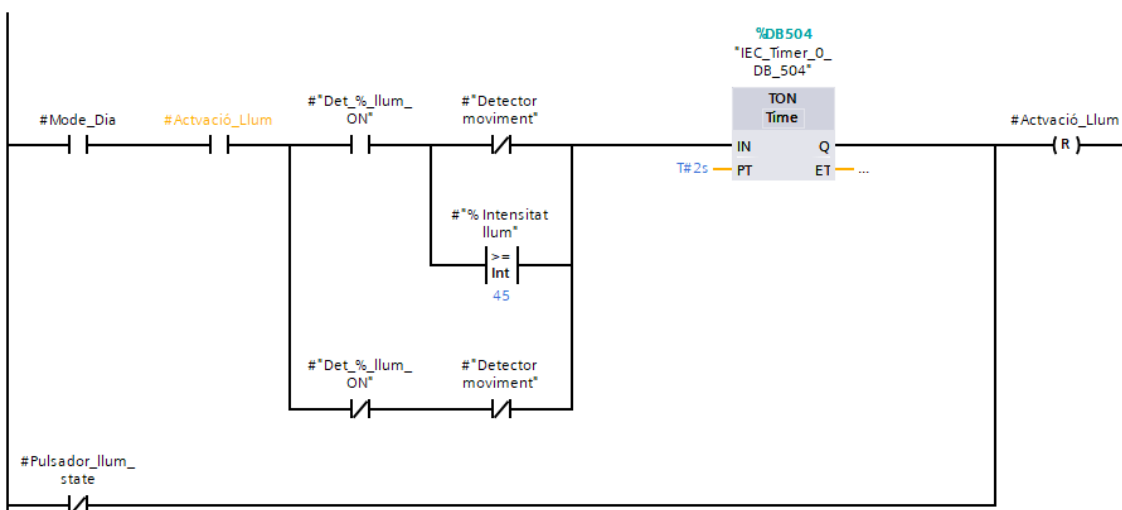 %DB504
"IEC_Timer_0_
DB_504"
TON
Time
#Mode_Dia
#Actvació_Llum
#"Det_%_llum_
ON"
#"Detector
moviment"
IN
Q
#Actvació_Llum
R
T#2s
PT
ET
...
#"% Intensitat
llum"
>=
Int
45
#"Det_%_llum_
ON"
#"Detector
moviment"
#Pulsador_llum_
state